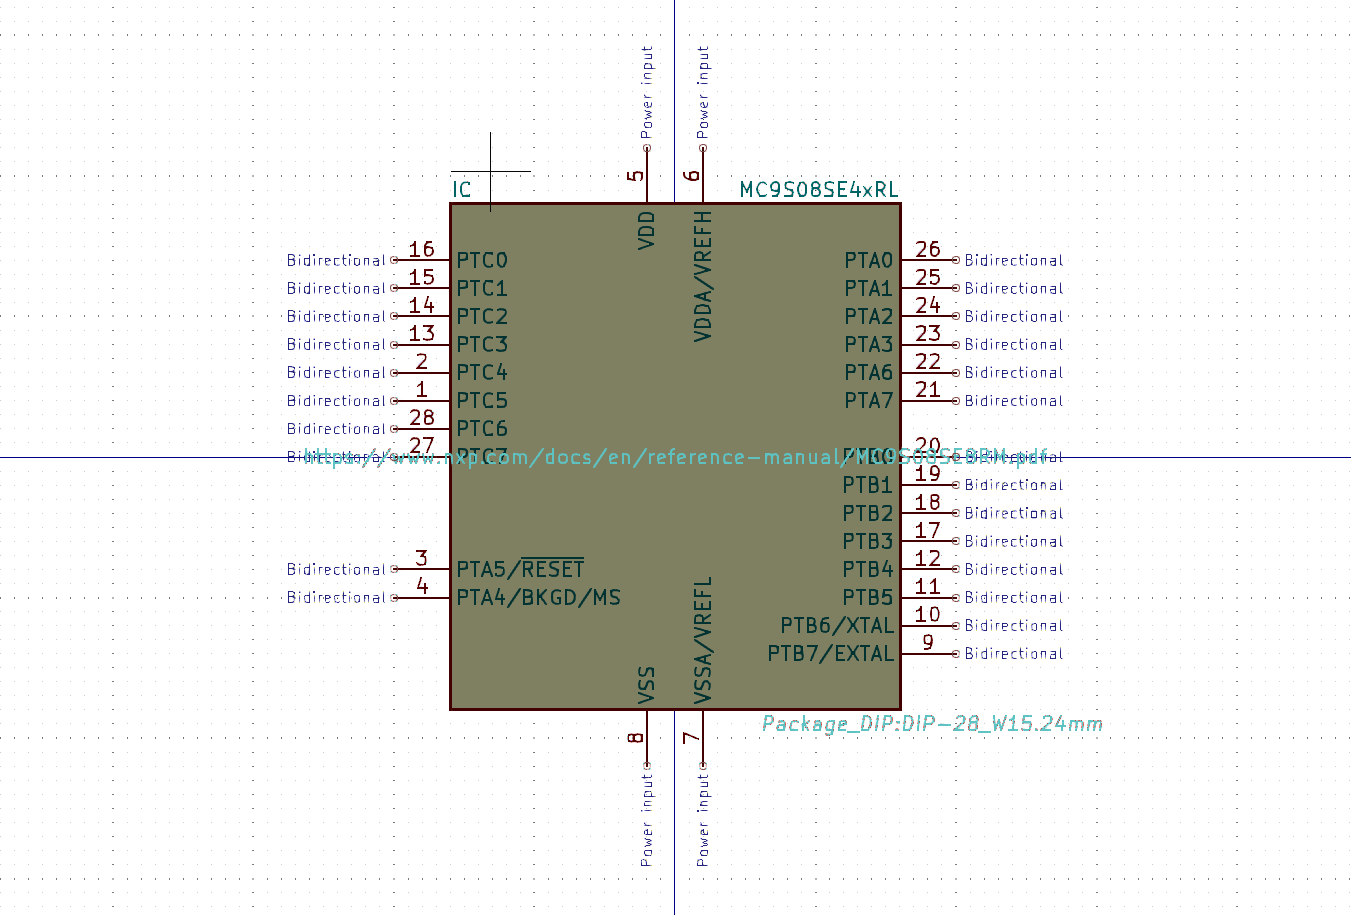 Power input
Power input
5
6
IC
MC9S08SE4xRL
VDD
VDDA/VREFH
Bidirectional 16 PTC0
PTA0 26 Bidirectional
Bidirectional 15 PTC1
PTA1 25 Bidirectional
Bidirectional 14 PTC2
PTA2 24 Bidirectional
Bidirectional 13 PTC3
PTA3 23 Bidirectional
Bidirectional 2 PTC4
PTA6 22 Bidirectional
Bidirectional 1 PTC5
PTA7 21 Bidirectional
Bidirectional 28 PTC6
Bidirectional 27 PTC7
20 Bidirectional
https://www.nxp.com/docs/en/reference-manual/MC9S08SE8RM.pdf
PTB1 19 Bidirectional
PTB2 18 Bidirectional
PTB3 17 Bidirectional
Bidirectional 3 PTA5/RESET
PTB4 12 Bidirectional
Bidirectional 4 PTA4/BKGD/MS
PTB5 11 Bidirectional
PTB6/XTAL 10 Bidirectional
PTB7/EXTAL 9 Bidirectional
VSS
VSSA/VREFL
Package_DIP:DIP-28_W15.24mm
8
7
Power input
Power input